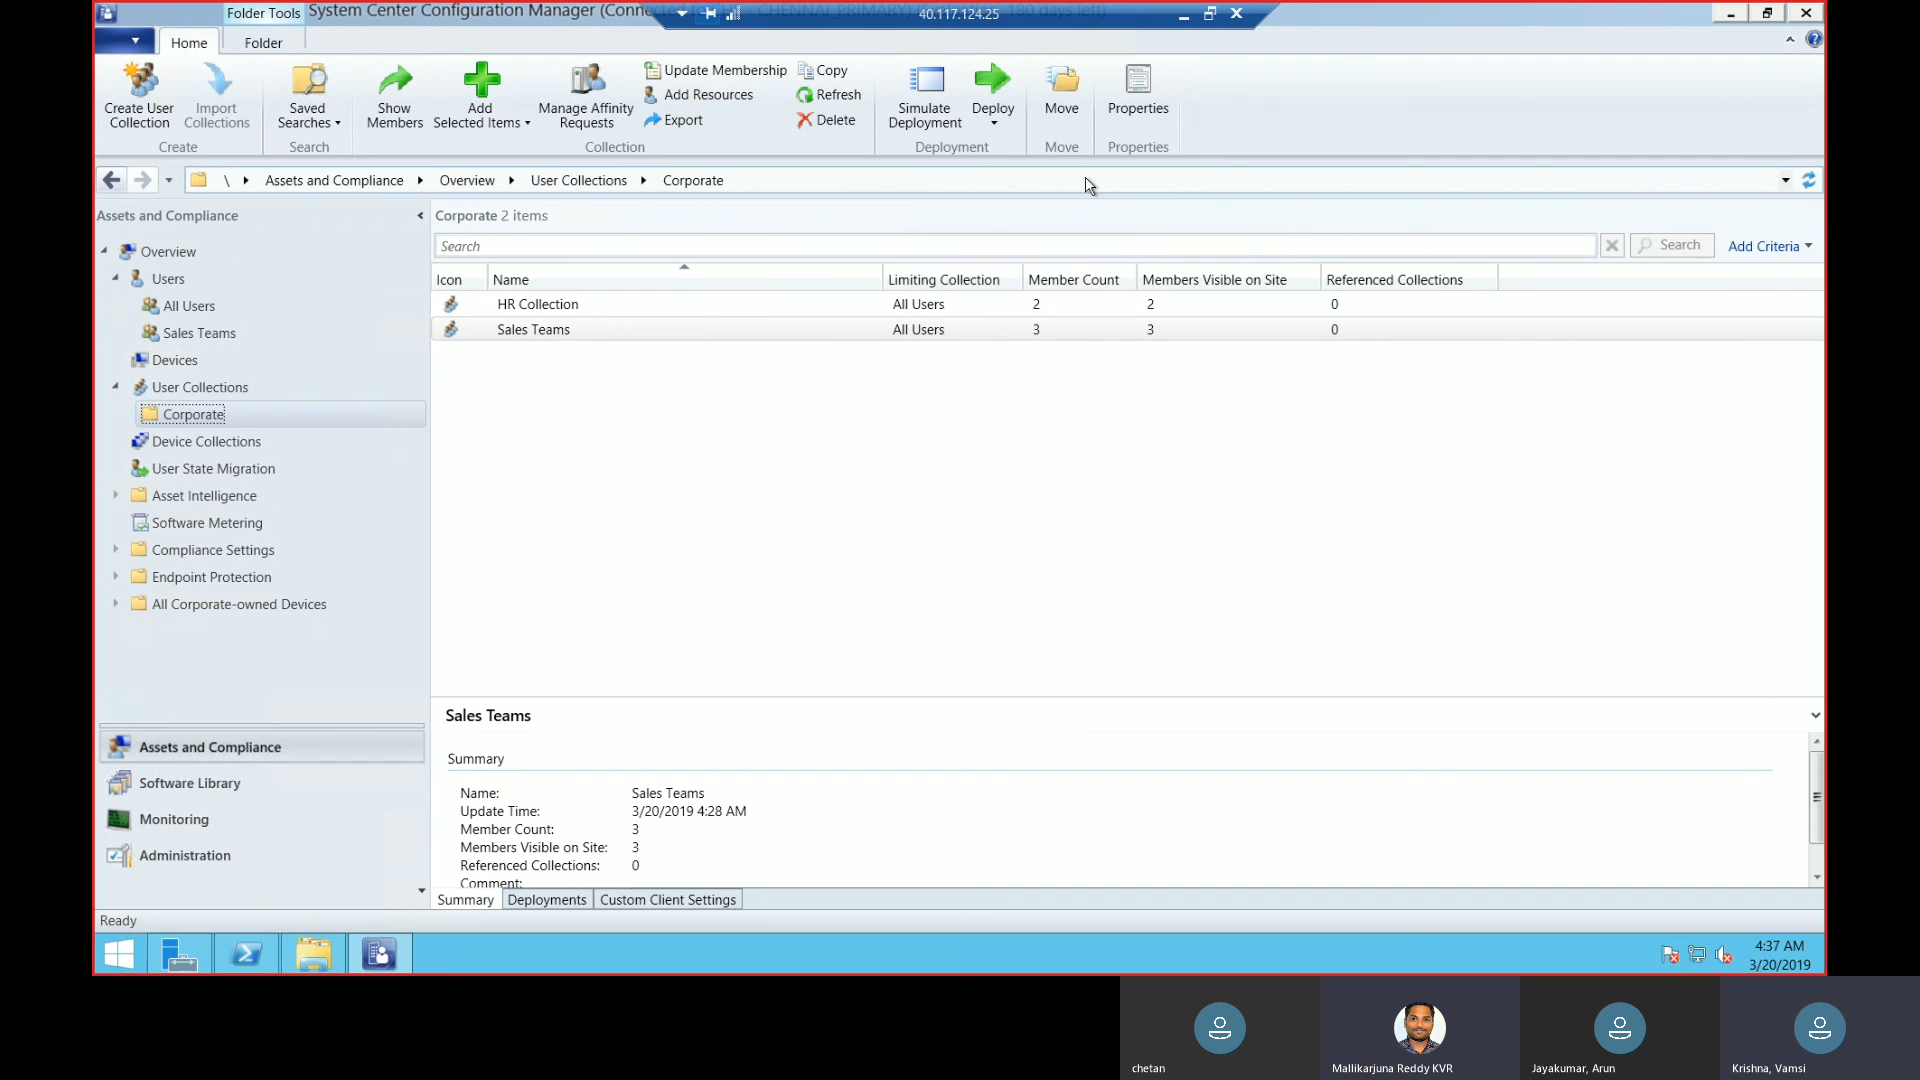 Folder Tools System Center Configuration Manager (Connected CHENNAI_PRIMARY) 180 days left)
40.117.124.25
Home Folder
Create User Collection
Import Collections
Saved Searches
Show Members
Add Selected Items
Manage Affinity Requests
Update Membership
Add Resources
Export
Copy
Refresh
Delete
Simulate Deployment
Deploy
Move
Properties
Create Search Collection Deployment Move Properties
\ Assets and Compliance Overview User Collections Corporate
Assets and Compliance
Overview
Users
All Users
Sales Teams
Devices
User Collections
Corporate
Device Collections
User State Migration
Asset Intelligence
Software Metering
Compliance Settings
Endpoint Protection
All Corporate-owned Devices
Assets and Compliance
Software Library
Monitoring
Administration
Corporate 2 items
Search Search Add Criteria
Icon Name Limiting Collection Member Count Members Visible on Site Referenced Collections
HR Collection All Users 2 2 0
Sales Teams All Users 3 3 0
Sales Teams
Summary
Name: Sales Teams
Update Time: 3/20/2019 4:28 AM
Member Count: 3
Members Visible on Site: 3
Referenced Collections: 0
Comment:
Summary Deployments Custom Client Settings
Ready
4:37 AM
3/20/2019
chetan
Mallikarjuna Reddy KVR
Jayakumar, Arun
Krishna, Vamsi